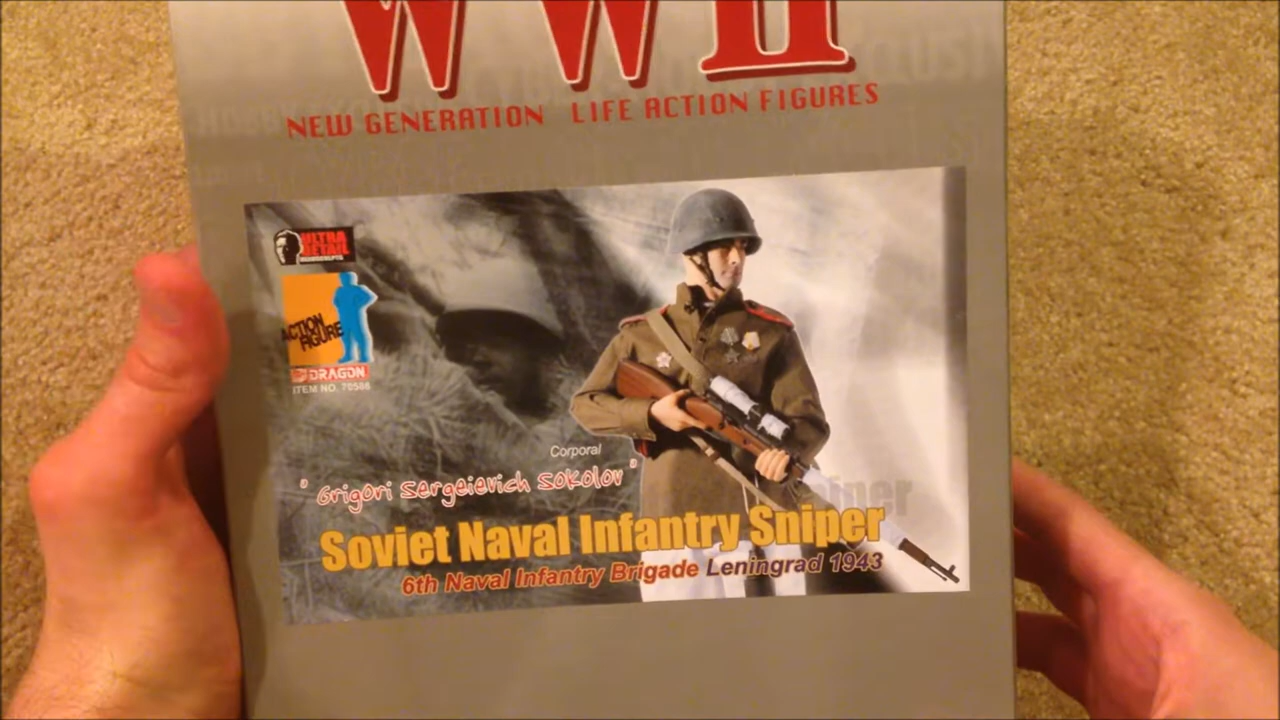 WWII
NEW GENERATION LIFE ACTION FIGURES
ULTRA
DETAIL
ACTION
FIGURE
DRAGON
ITEM NO. 70586
Corporal
"Grigori Sergeievich Sokolov"
Soviet Naval Infantry Sniper
6th Naval Infantry Brigade Leningrad 1943